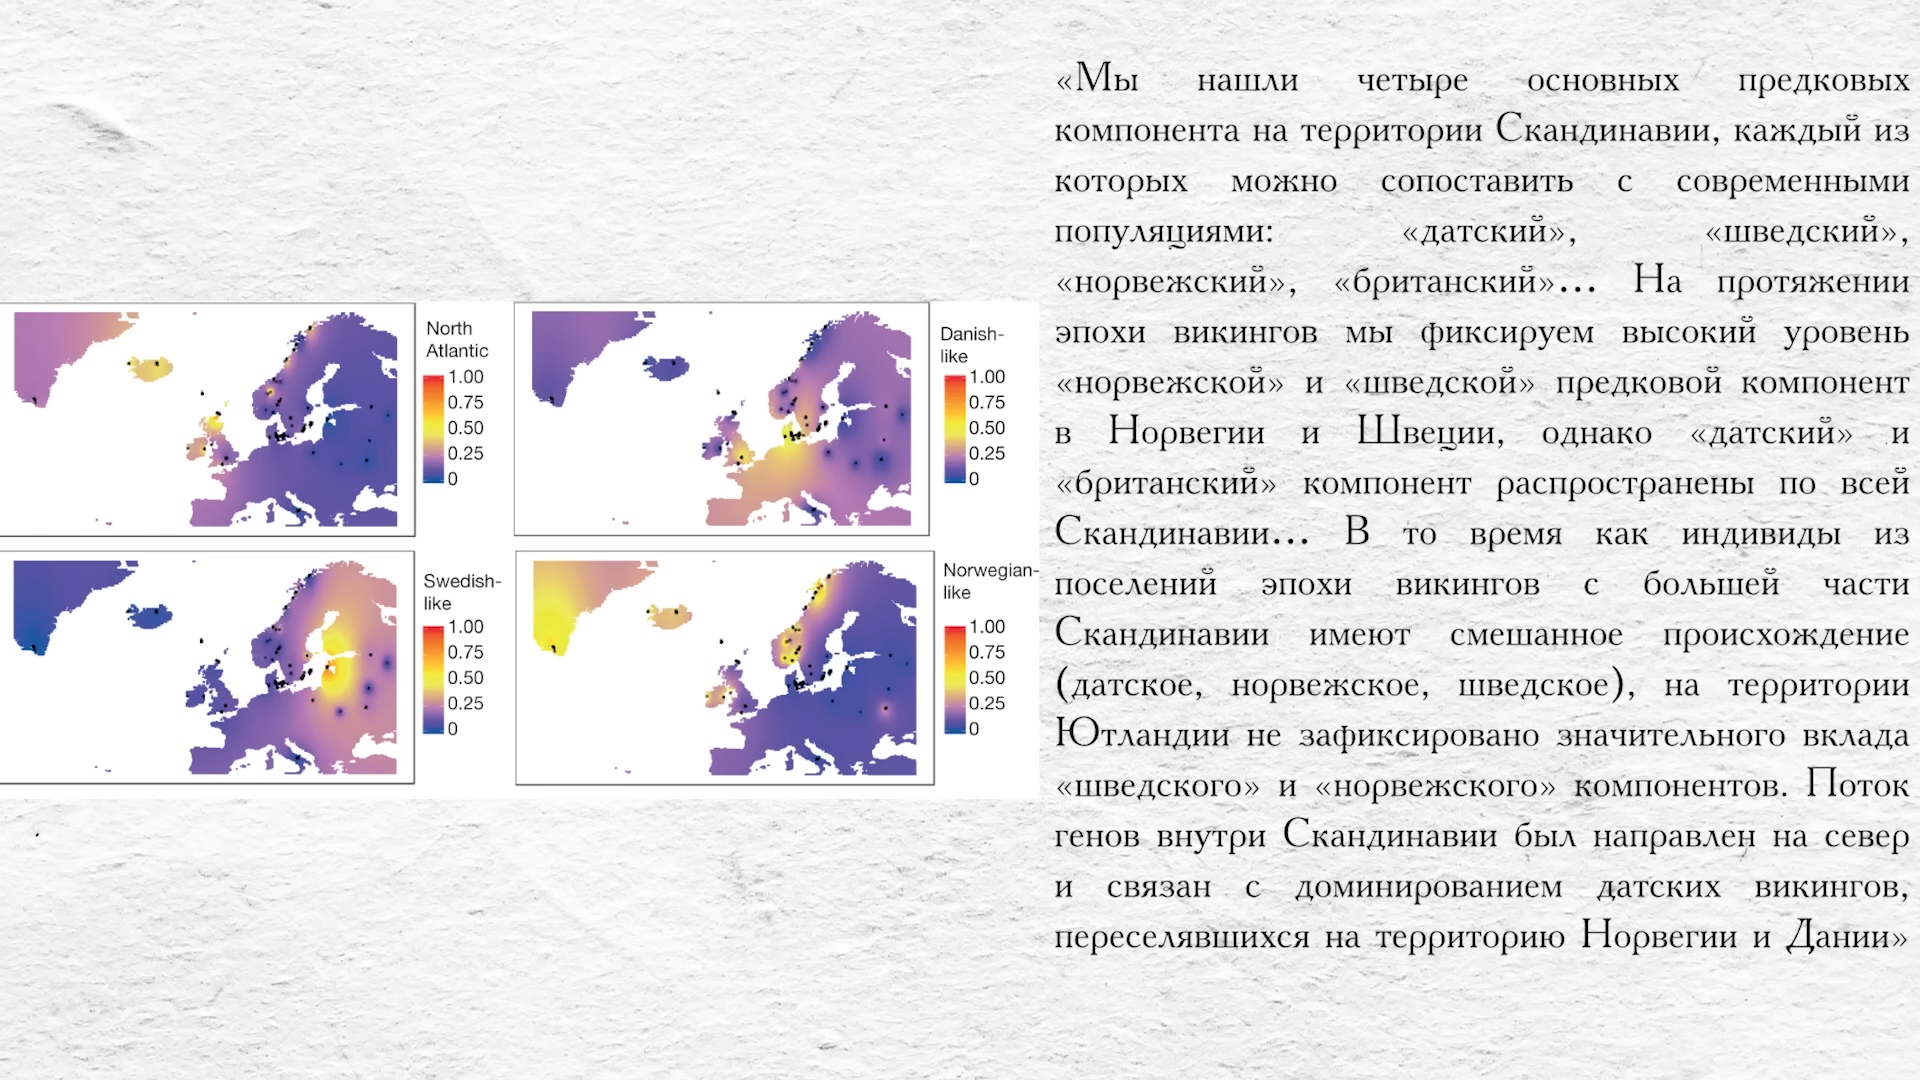 North
Atlantic
1.00
0.75
0.50
0.25
0
Danish-
like
1.00
0.75
0.50
0.25
0
Swedish-
like
1.00
0.75
0.50
0.25
0
Norwegian-
like
1.00
0.75
0.50
0.25
0
«Мы нашли четыре основных предковых
компонента на территории Скандинавии, каждый из
которых можно сопоставить с современными
популяциями: «датский», «шведский»,
«норвежский», «британский»... На протяжении
эпохи викингов мы фиксируем высокий уровень
«норвежской» и «шведской» предковой компонент
в Норвегии и Швеции, однако «датский» и
«британский» компонент распространены по всей
Скандинавии... В то время как индивиды из
поселений эпохи викингов с большей части
Скандинавии имеют смешанное происхождение
(датское, норвежское, шведское), на территории
Ютландии не зафиксировано значительного вклада
«шведского» и «норвежского» компонентов. Поток
генов внутри Скандинавии был направлен на север
и связан с доминированием датских викингов,
переселявшихся на территорию Норвегии и Дании»